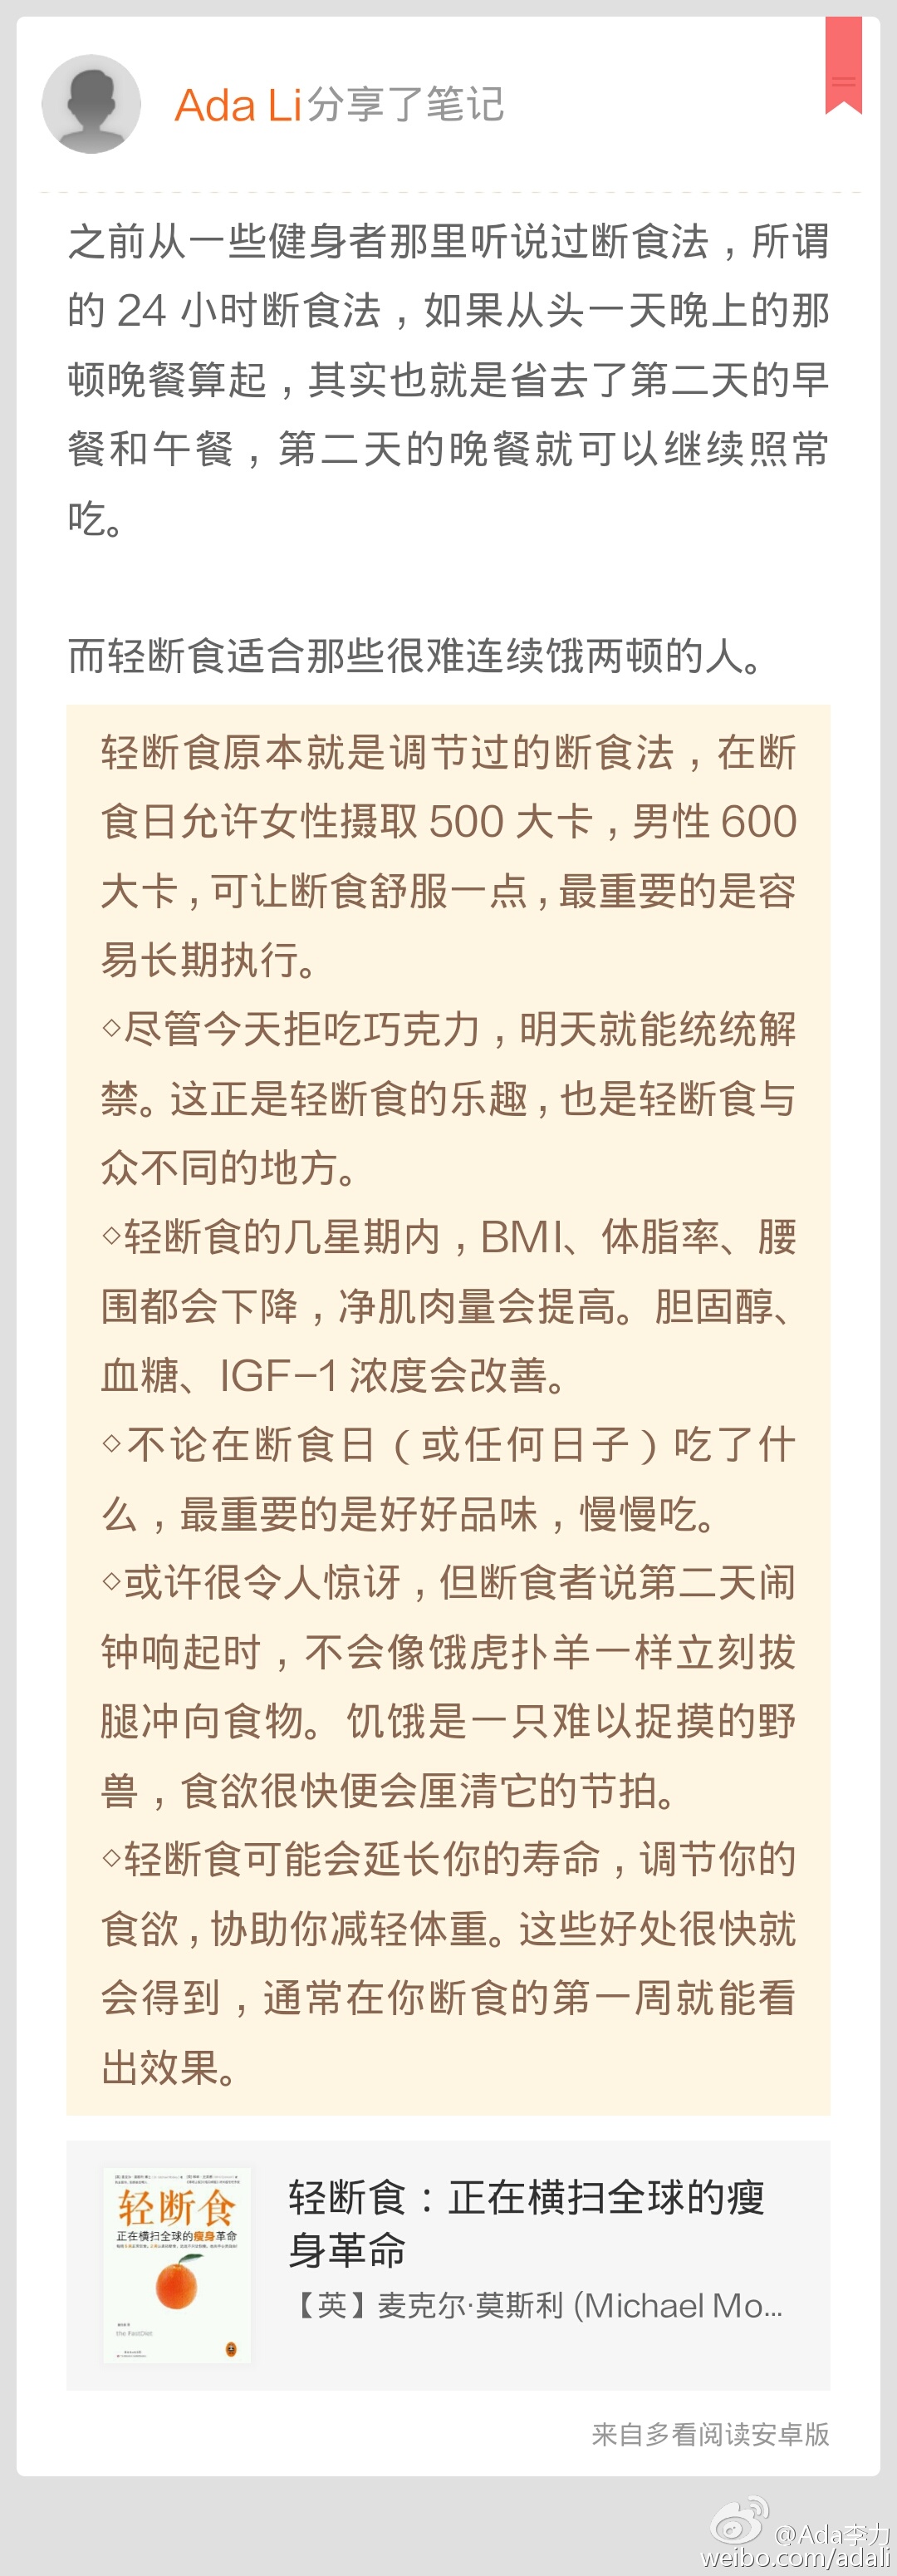 Ada Li分享了笔记
之前从一些健身者那里听说过断食法，所谓
的 24 小时断食法，如果从头一天晚上的那
顿晚餐算起，其实也就是省去了第二天的早
餐和午餐，第二天的晚餐就可以继续照常
吃。
而轻断食适合那些很难连续饿两顿的人。
轻断食原本就是调节过的断食法，在断
食日允许女性摄取 500 大卡，男性 600
大卡，可让断食舒服一点，最重要的是容
易长期执行。
◇尽管今天拒吃巧克力，明天就能统统解
禁。这正是轻断食的乐趣，也是轻断食与
众不同的地方。
◇轻断食的几星期内，BMI、体脂率、腰
围都会下降，净肌肉量会提高。胆固醇、
血糖、IGF-1 浓度会改善。
◇不论在断食日（或任何日子）吃了什
么，最重要的是好好品味，慢慢吃。
◇或许很令人惊讶，但断食者说第二天闹
钟响起时，不会像饿虎扑羊一样立刻拔
腿冲向食物。饥饿是一只难以捉摸的野
兽，食欲很快便会厘清它的节拍。
◇轻断食可能会延长你的寿命，调节你的
食欲，协助你减轻体重。这些好处很快就
会得到，通常在你断食的第一周就能看
出效果。
轻断食
正在横扫全球的瘦身革命
the FastDiet
轻断食：正在横扫全球的瘦
身革命
【英】麦克尔·莫斯利 (Michael Mo...
来自多看阅读安卓版
@Ada李力
weibo.com/adali